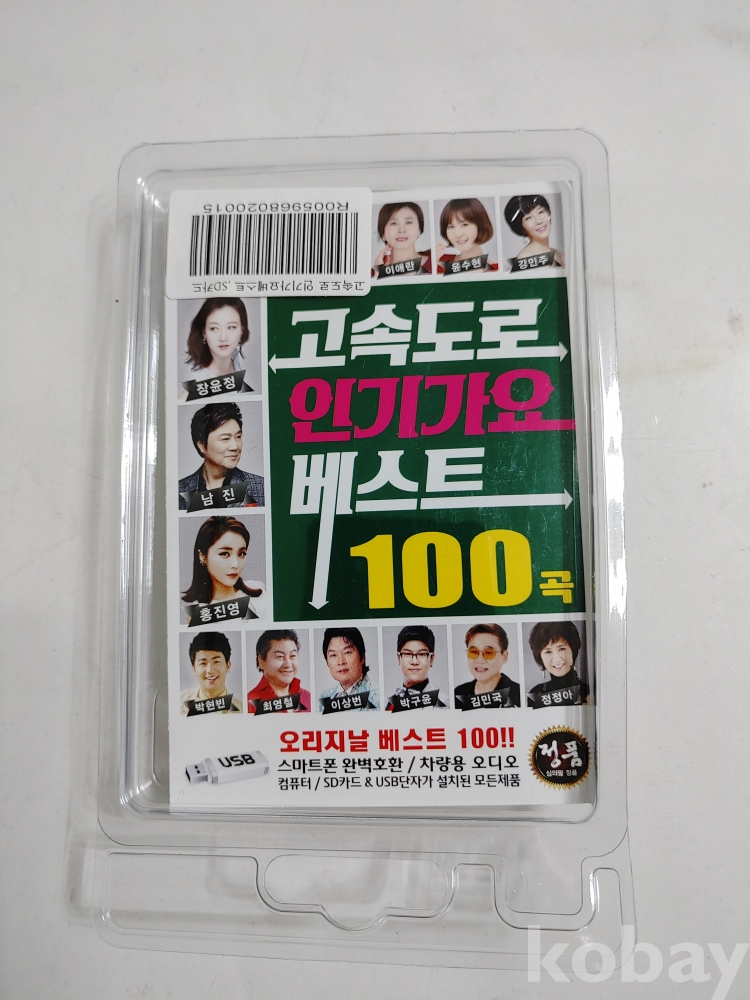 R005968020015
고속도로 인기가요베스트 ,SD카드
이애란
윤수현
강민주
장윤정
고속도로
인기가요
베스트
100곡
남진
홍진영
박현빈
최영철
이상번
박구윤
김민국
정정아
오리지날 베스트 100!!
USB
스마트폰 완벽호환 / 차량용 오디오
컴퓨터 / SD카드 & USB단자가 설치된 모든제품
정품
심의필 정품
kobay